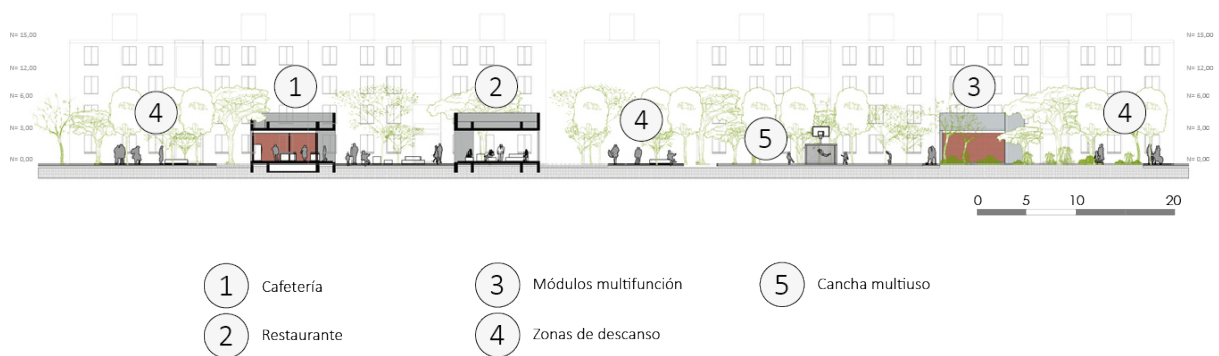 N= 15,00
N= 12,00
N= 6,00
N= 3,00
N= 0,00
1
2
3
4
4
4
5
N= 15,00
N= 12,00
N= 6,00
N= 3,00
N= 0,00
0 5 10 20
1 Cafetería
2 Restaurante
3 Módulos multifunción
4 Zonas de descanso
5 Cancha multiuso